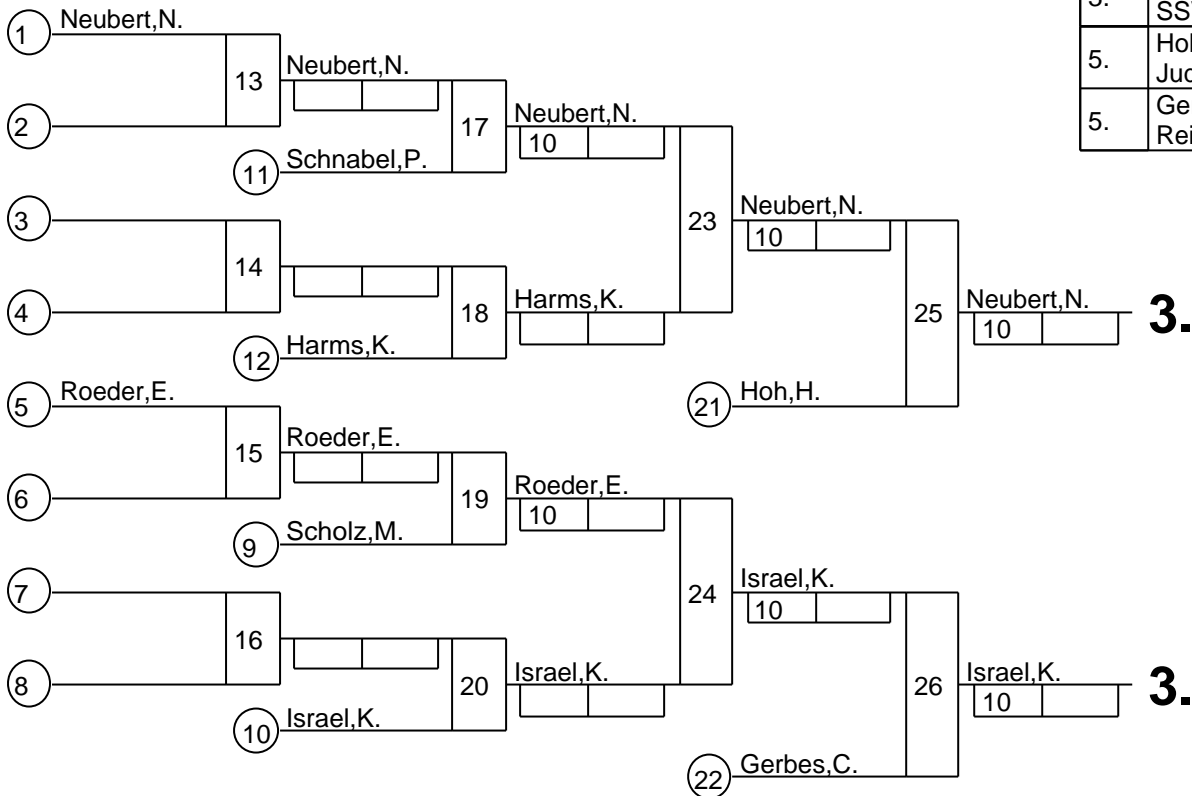 1 Neubert,N.
13
Neubert,N.
2
17
Neubert,N.
10
11 Schnabel,P.
3
23
Neubert,N.
10
14
4
18
Harms,K.
12 Harms,K.
25
Neubert,N.
10
3.
5 Roeder,E.
21 Hoh,H.
15
Roeder,E.
6
19
Roeder,E.
10
9 Scholz,M.
7
24
Israel,K.
10
16
8
20
Israel,K.
10 Israel,K.
26
Israel,K.
10
3.
22 Gerbes,C.
5.
5.